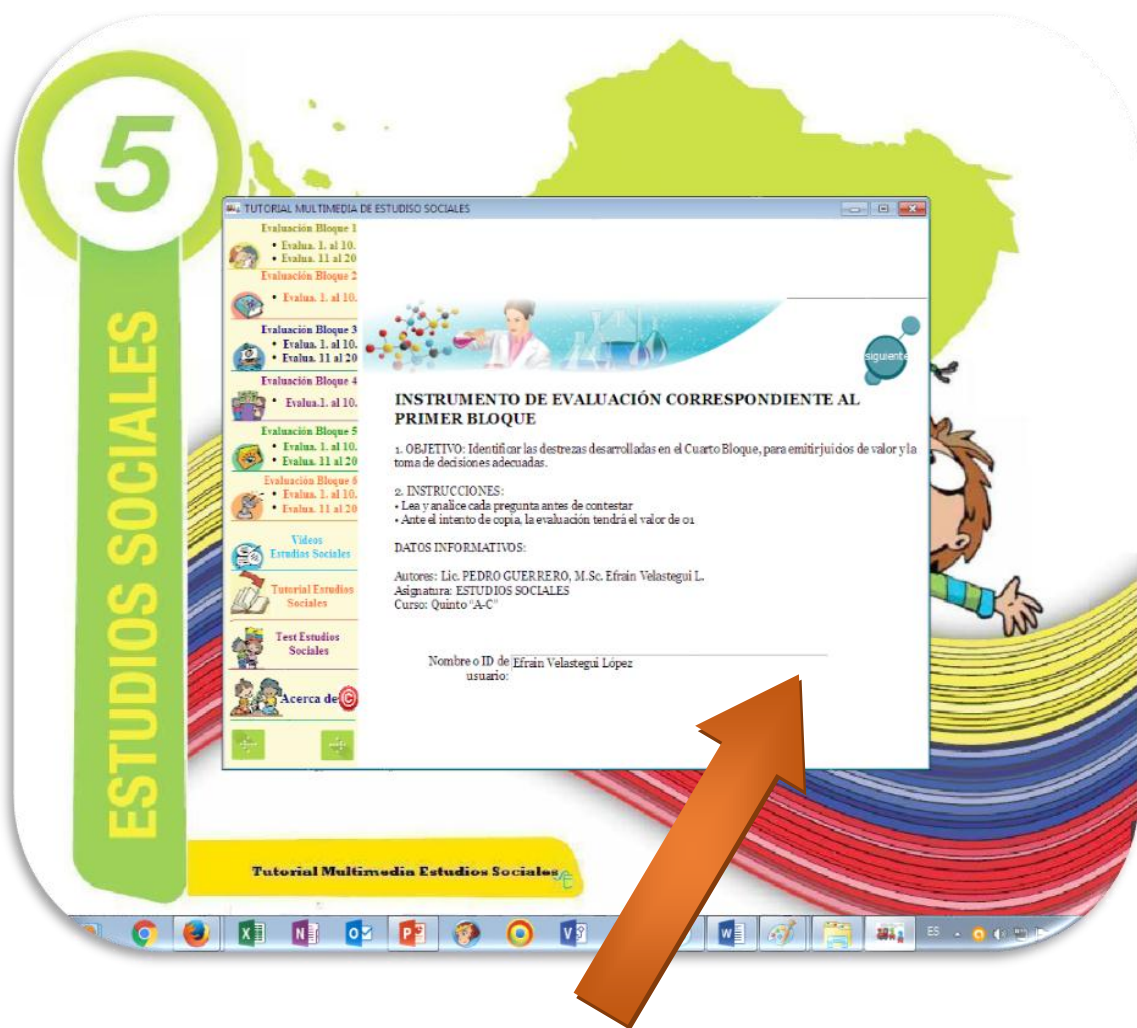 5
ESTUDIOS SOCIALES
TUTORIAL MULTIMEDIA DE ESTUDISO SOCIALES
Evaluación Bloque 1
• Evalua. 1. al 10.
• Evalua. 11 al 20
Evaluación Bloque 2
• Evalua. 1. al 10.
Evaluación Bloque 3
• Evalua. 1. al 10.
• Evalua. 11 al 20
Evaluación Bloque 4
• Evalua.1. al 10.
Evaluación Bloque 5
• Evalua. 1. al 10.
• Evalua. 11 al 20
Evaluación Bloque 6
• Evalua. 1. al 10.
• Evalua. 11 al 20
Videos
Estudios Sociales
Tutorial Estudios
Sociales
Test Estudios
Sociales
Acerca de ©
siguiente
INSTRUMENTO DE EVALUACIÓN CORRESPONDIENTE AL
PRIMER BLOQUE
1. OBJETIVO: Identificar las destrezas desarrolladas en el Cuarto Bloque, para emitir juicios de valor y la
toma de decisiones adecuadas.
2. INSTRUCCIONES:
• Lea y analice cada pregunta antes de contestar
• Ante el intento de copia, la evaluación tendrá el valor de 01
DATOS INFORMATIVOS:
Autores: Lic. PEDRO GUERRERO, M.Sc. Efrain Velastegui L.
Asignatura: ESTUDIOS SOCIALES
Curso: Quinto "A-C"
Nombre o ID de Efraín Velastegui López
usuario:
Tutorial Multimedia Estudios Sociales
ES